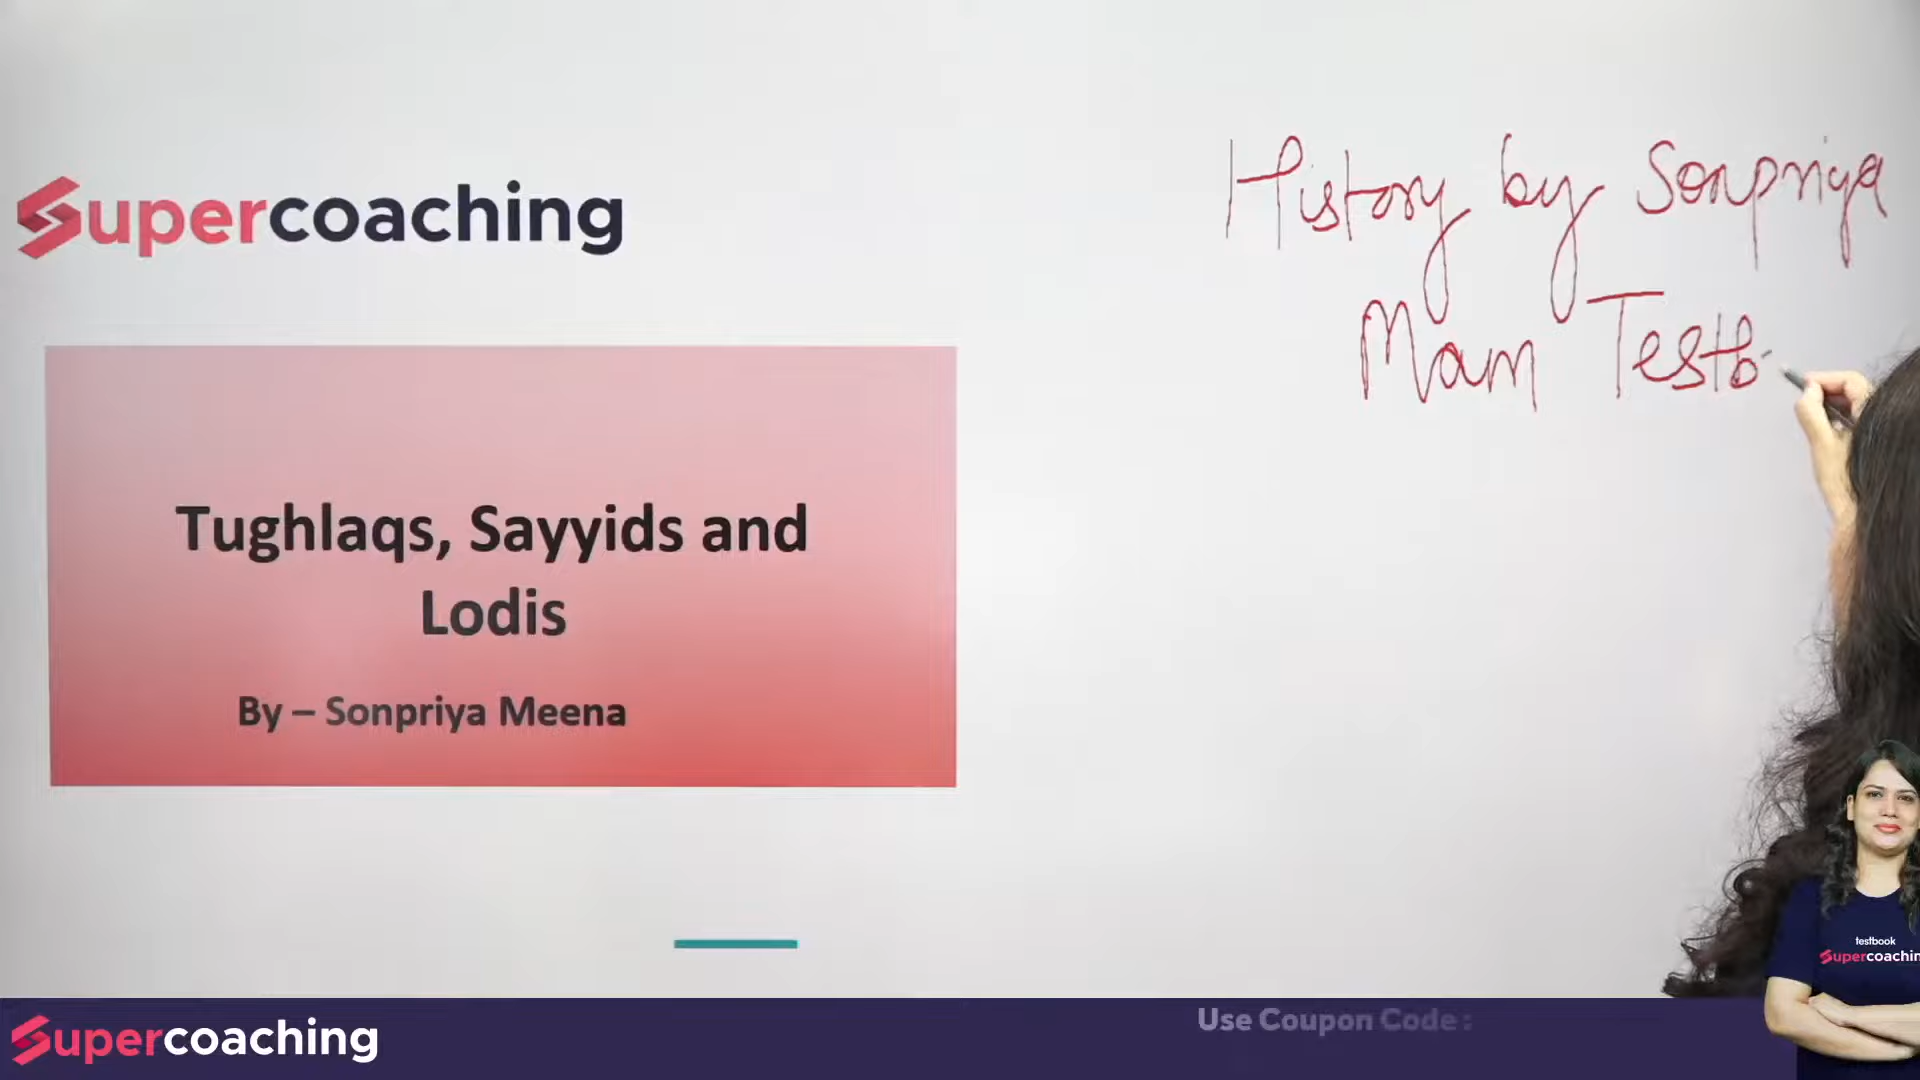 Supercoaching
History by Sonpriya
Mam Testb
Tughlaqs, Sayyids and
Lodis
By – Sonpriya Meena
testbook
Supercoachin
Supercoaching
Use Coupon Code :